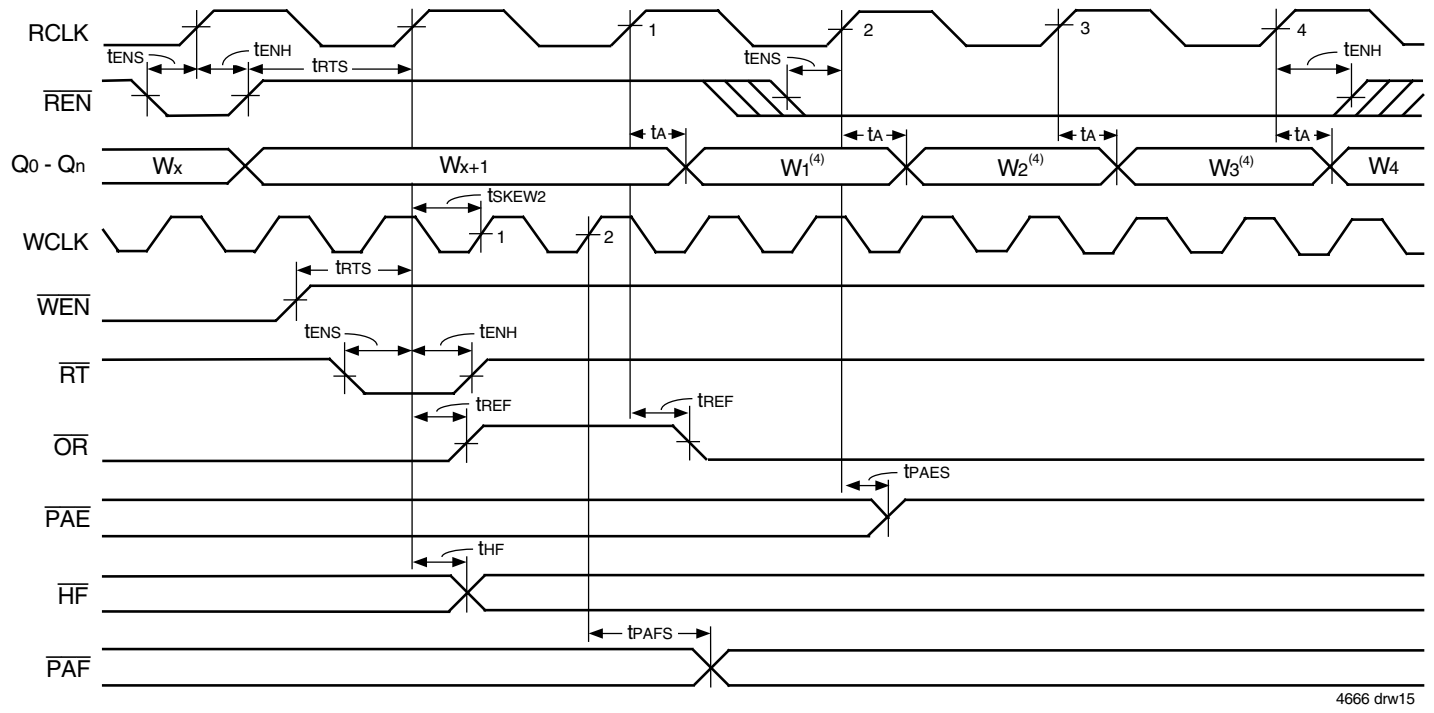 RCLK
1 2 3 4
tENS tENH tRTS tENS tENH
REN
tA tA tA tA
Q0 - Qn Wx Wx+1 W1(4) W2(4) W3(4) W4
tSKEW2
WCLK 1 2
tRTS
WEN
tENS tENH
RT
tREF tREF
OR
tPAES
PAE
tHF
HF
tPAFS
PAF
4666 drw15